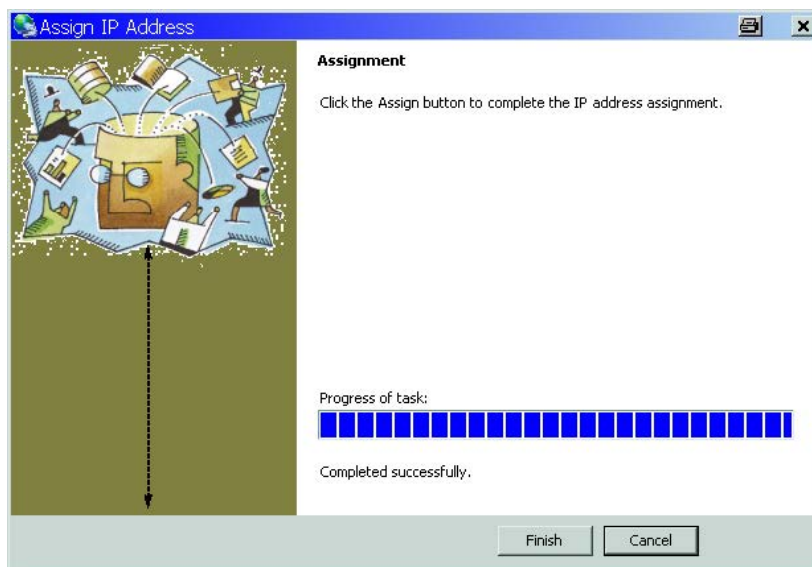 Assign IP Address
Assignment
Click the Assign button to complete the IP address assignment.
Progress of task:
Completed successfully.
Finish
Cancel